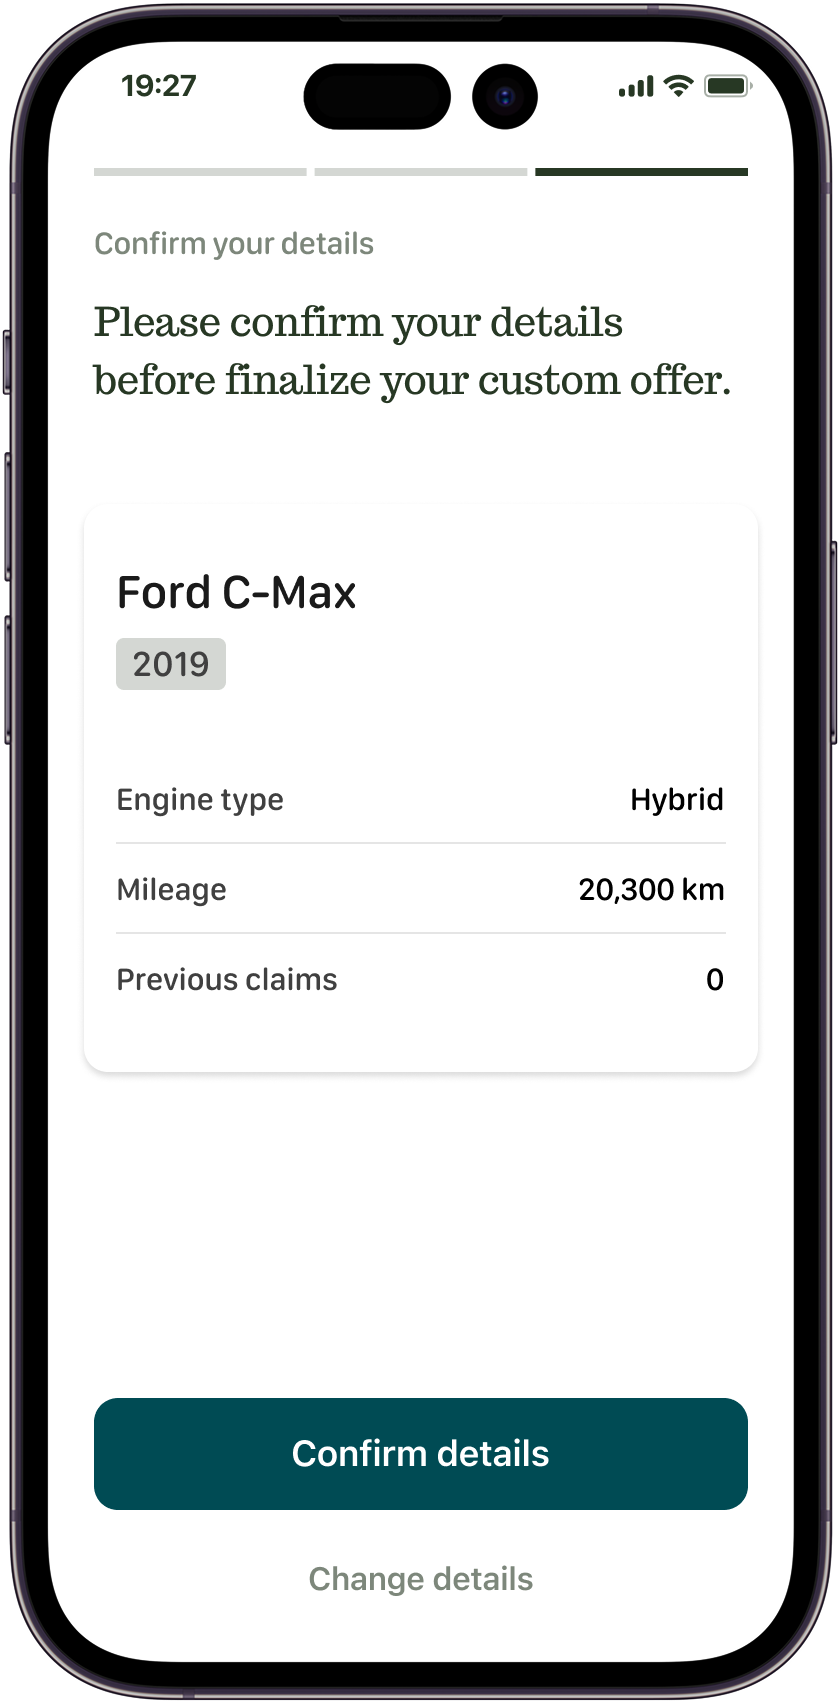 19:27
Confirm your details
Please confirm your details
before finalize your custom offer.
Ford C-Max
2019
Engine type Hybrid
Mileage 20,300 km
Previous claims 0
Confirm details
Change details